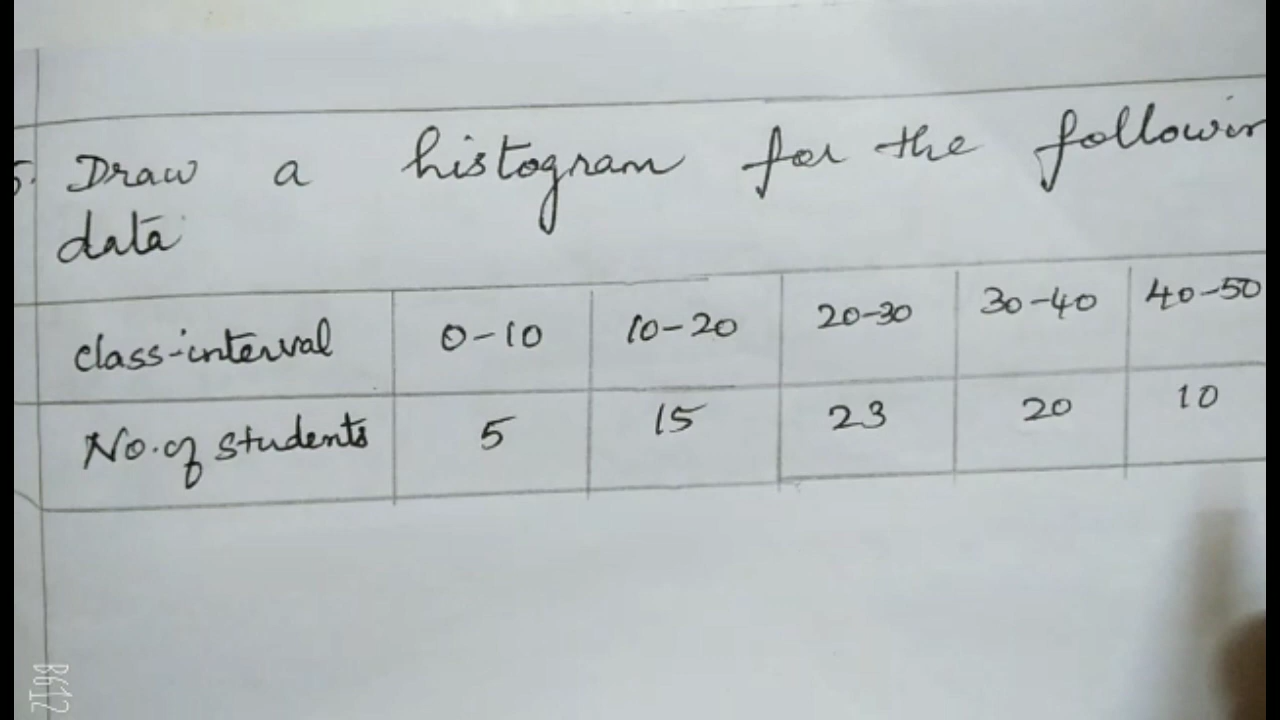 5. Draw a histogram for the followin
data
class-interval 0-10 10-20 20-30 30-40 40-50
No. of students 5 15 23 20 10
B612